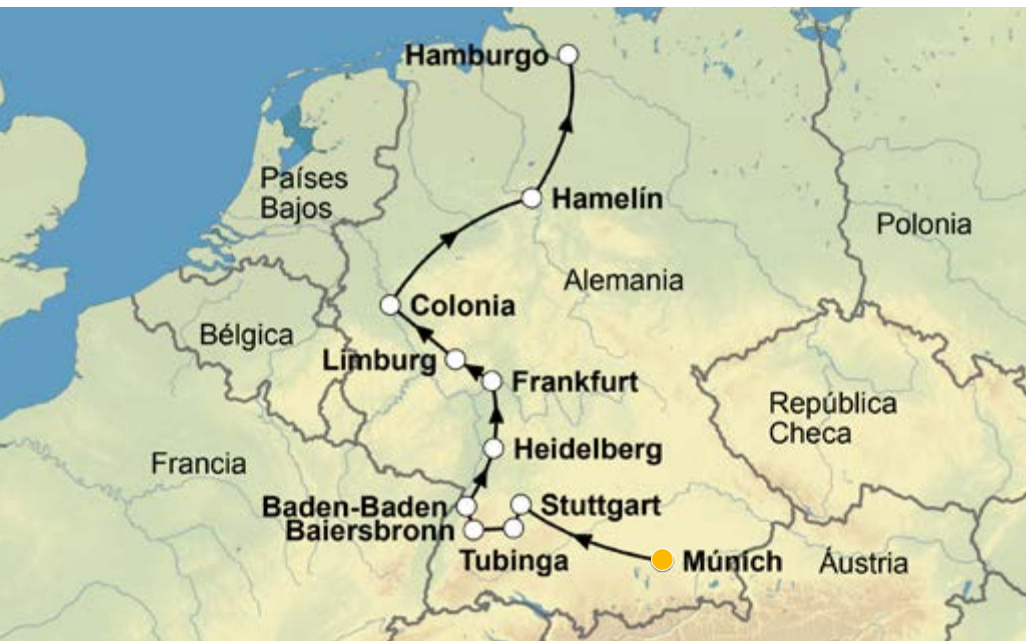 Hamburgo
Países
Bajos
Hamelín
Polonia
Alemania
Colonia
Bélgica
Limburg
Frankfurt
República
Checa
Heidelberg
Francia
Baden-Baden
Stuttgart
Baiersbronn
Tubinga
Múnich
Áustria